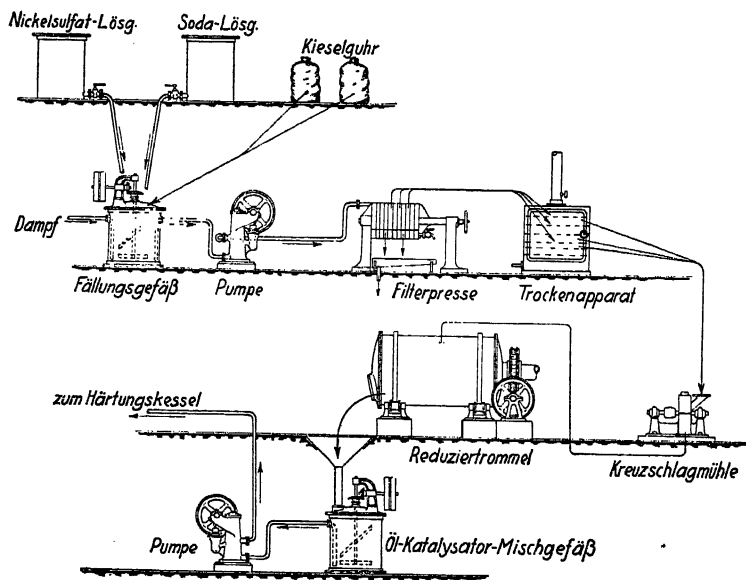 Nickelsulfat-Lösg.
Soda-Lösg.
Kieselguhr
Dampf
Fällungsgefäß
Pumpe
Filterpresse
Trockenapparat
zum Härtungskessel
Reduziertrommel
Kreuzschlagmühle
Pumpe
Öl-Katalysator-Mischgefäß